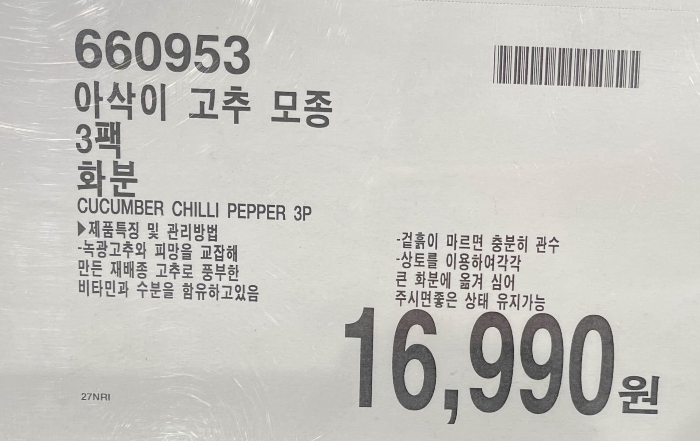 660953
아삭이 고추 모종
3팩
화분
CUCUMBER CHILLI PEPPER 3P
▶제품특징 및 관리방법
-녹광고추와 피망을 교잡해
만든 재배종 고추로 풍부한
비타민과 수분을 함유하고있음
-겉흙이 마르면 충분히 관수
-상토를 이용하여각각
큰 화분에 옮겨 심어
주시면좋은 상태 유지가능
16,990원
27NRI